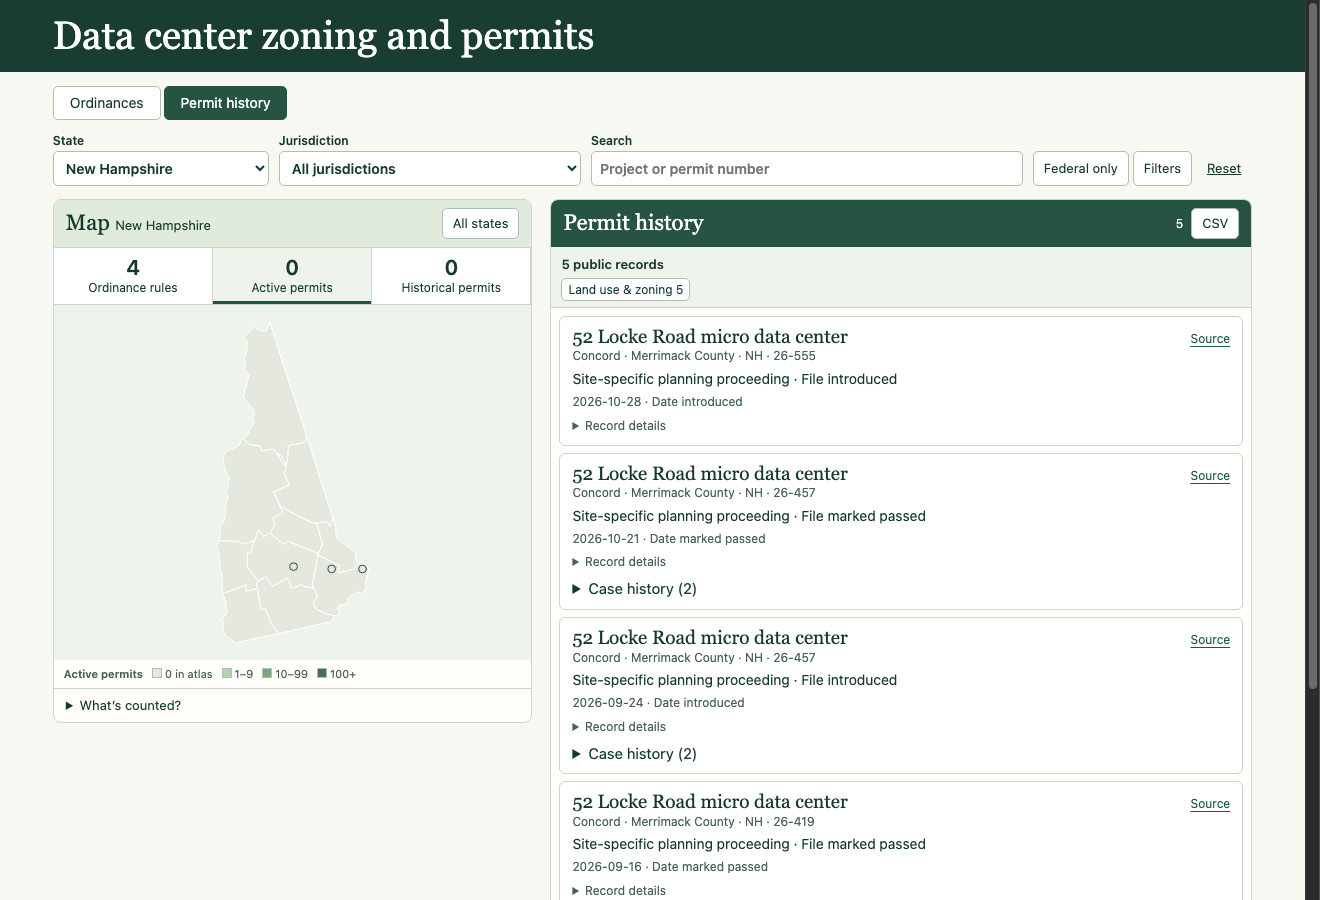 Data center zoning and permits
Ordinances
Permit history
State
Jurisdiction
Search
New Hampshire
All jurisdictions
Project or permit number
Federal only
Filters
Reset
Map New Hampshire
All states
4
Ordinance rules
0
Active permits
0
Historical permits
Active permits 0 in atlas 1–9 10–99 100+
What's counted?
Permit history
5
CSV
5 public records
Land use & zoning 5
52 Locke Road micro data center
Source
Concord · Merrimack County · NH · 26-555
Site-specific planning proceeding · File introduced
2026-10-28 · Date introduced
Record details
52 Locke Road micro data center
Source
Concord · Merrimack County · NH · 26-457
Site-specific planning proceeding · File marked passed
2026-10-21 · Date marked passed
Record details
Case history (2)
52 Locke Road micro data center
Source
Concord · Merrimack County · NH · 26-457
Site-specific planning proceeding · File introduced
2026-09-24 · Date introduced
Record details
Case history (2)
52 Locke Road micro data center
Source
Concord · Merrimack County · NH · 26-419
Site-specific planning proceeding · File marked passed
2026-09-16 · Date marked passed
Record details